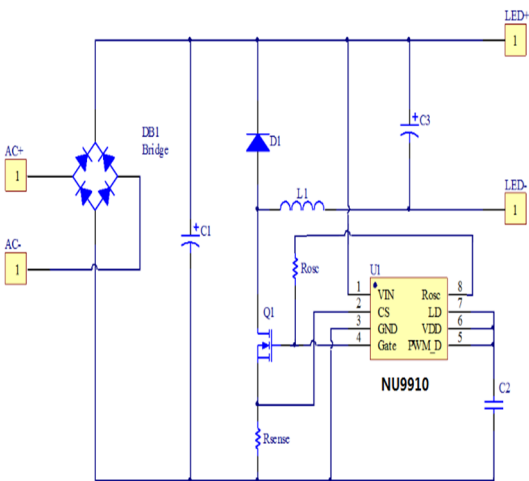 LED+
1
DB1
Bridge
AC+
1
D1
C3
L1
LED-
1
C1
AC-
1
Rosc
U1
1 VIN Rosc 8
2 CS LD 7
3 GND VDD 6
4 Gate PWM_D 5
Q1
NU9910
C2
Rsense